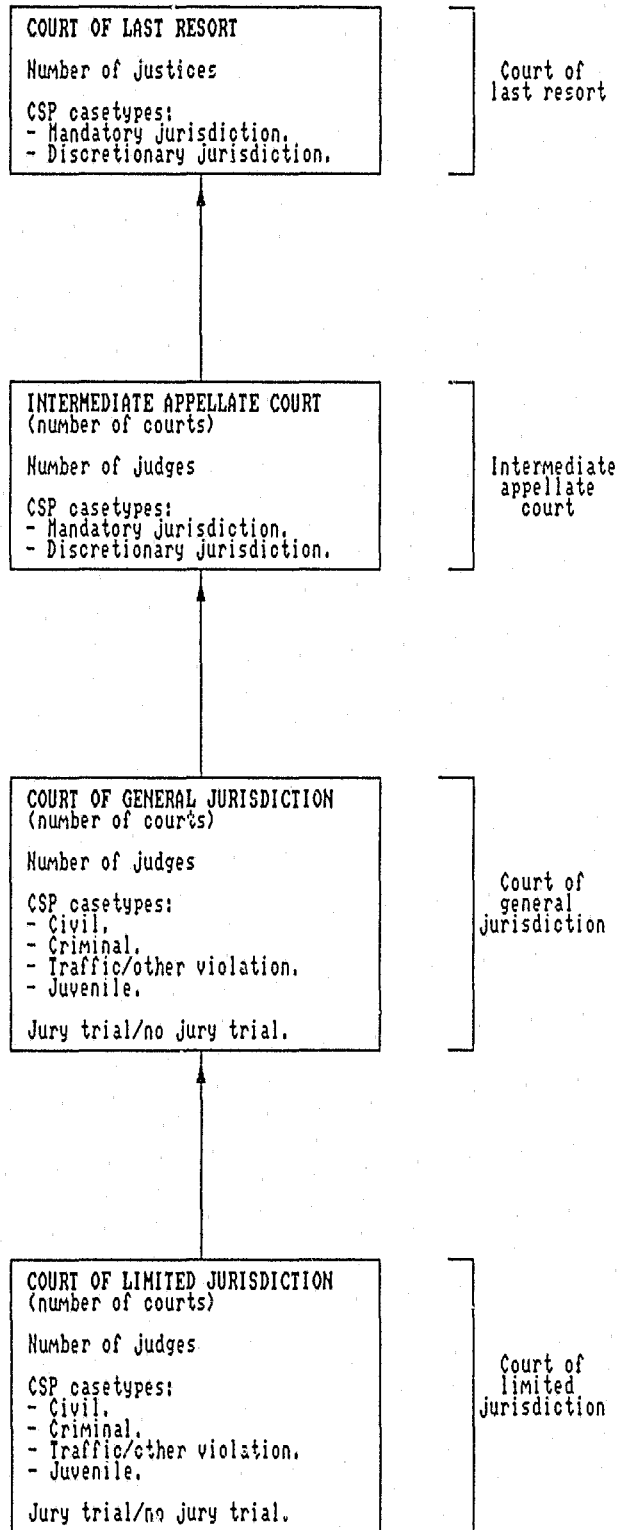 COURT OF LAST RESORT
Number of justices
CSP casetypes:
- Mandatory jurisdiction.
- Discretionary jurisdiction.
Court of
last resort
INTERMEDIATE APPELLATE COURT
(number of courts)
Number of judges
CSP casetypes:
- Mandatory jurisdiction.
- Discretionary jurisdiction.
Intermediate
appellate
court
COURT OF GENERAL JURISDICTION
(number of courts)
Number of judges
CSP casetypes:
- Civil.
- Criminal.
- Traffic/other violation.
- Juvenile.
Jury trial/no jury trial.
Court of
general
jurisdiction
COURT OF LIMITED JURISDICTION
(number of courts)
Number of judges
CSP casetypes:
- Civil.
- Criminal.
- Traffic/other violation.
- Juvenile.
Jury trial/no jury trial.
Court of
limited
jurisdiction